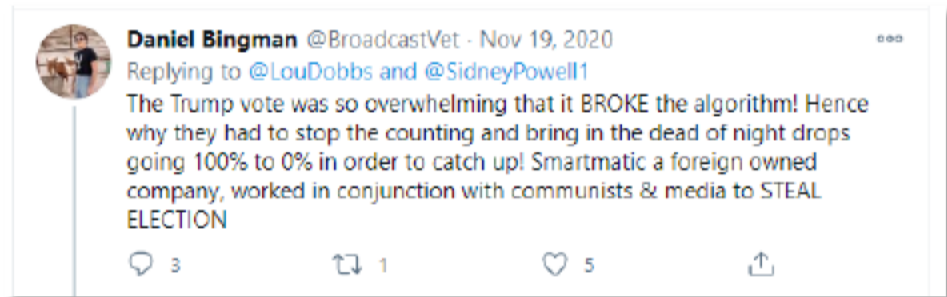 Daniel Bingman @BroadcastVet · Nov 19, 2020
Replying to @LouDobbs and @SidneyPowell1
The Trump vote was so overwhelming that it BROKE the algorithm! Hence
why they had to stop the counting and bring in the dead of night drops
going 100% to 0% in order to catch up! Smartmatic a foreign owned
company, worked in conjunction with communists & media to STEAL
ELECTION
3 1 5